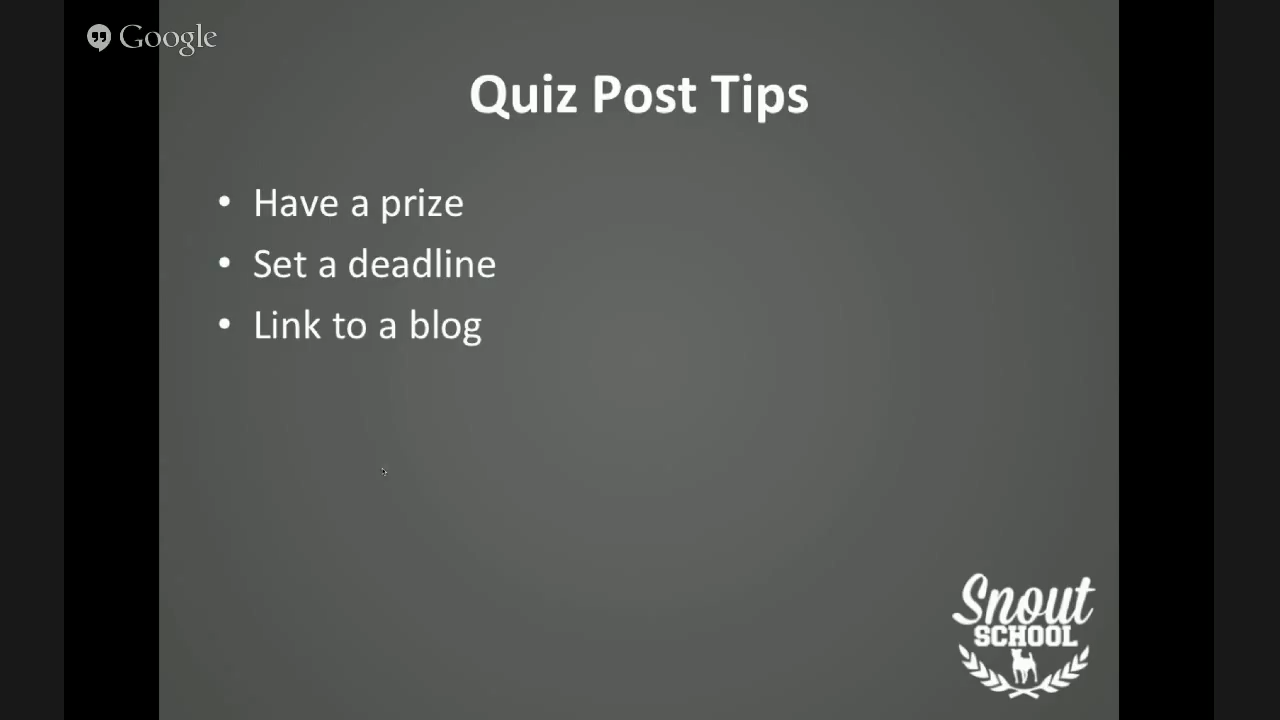 Google
Quiz Post Tips
• Have a prize
• Set a deadline
• Link to a blog
Snout
SCHOOL